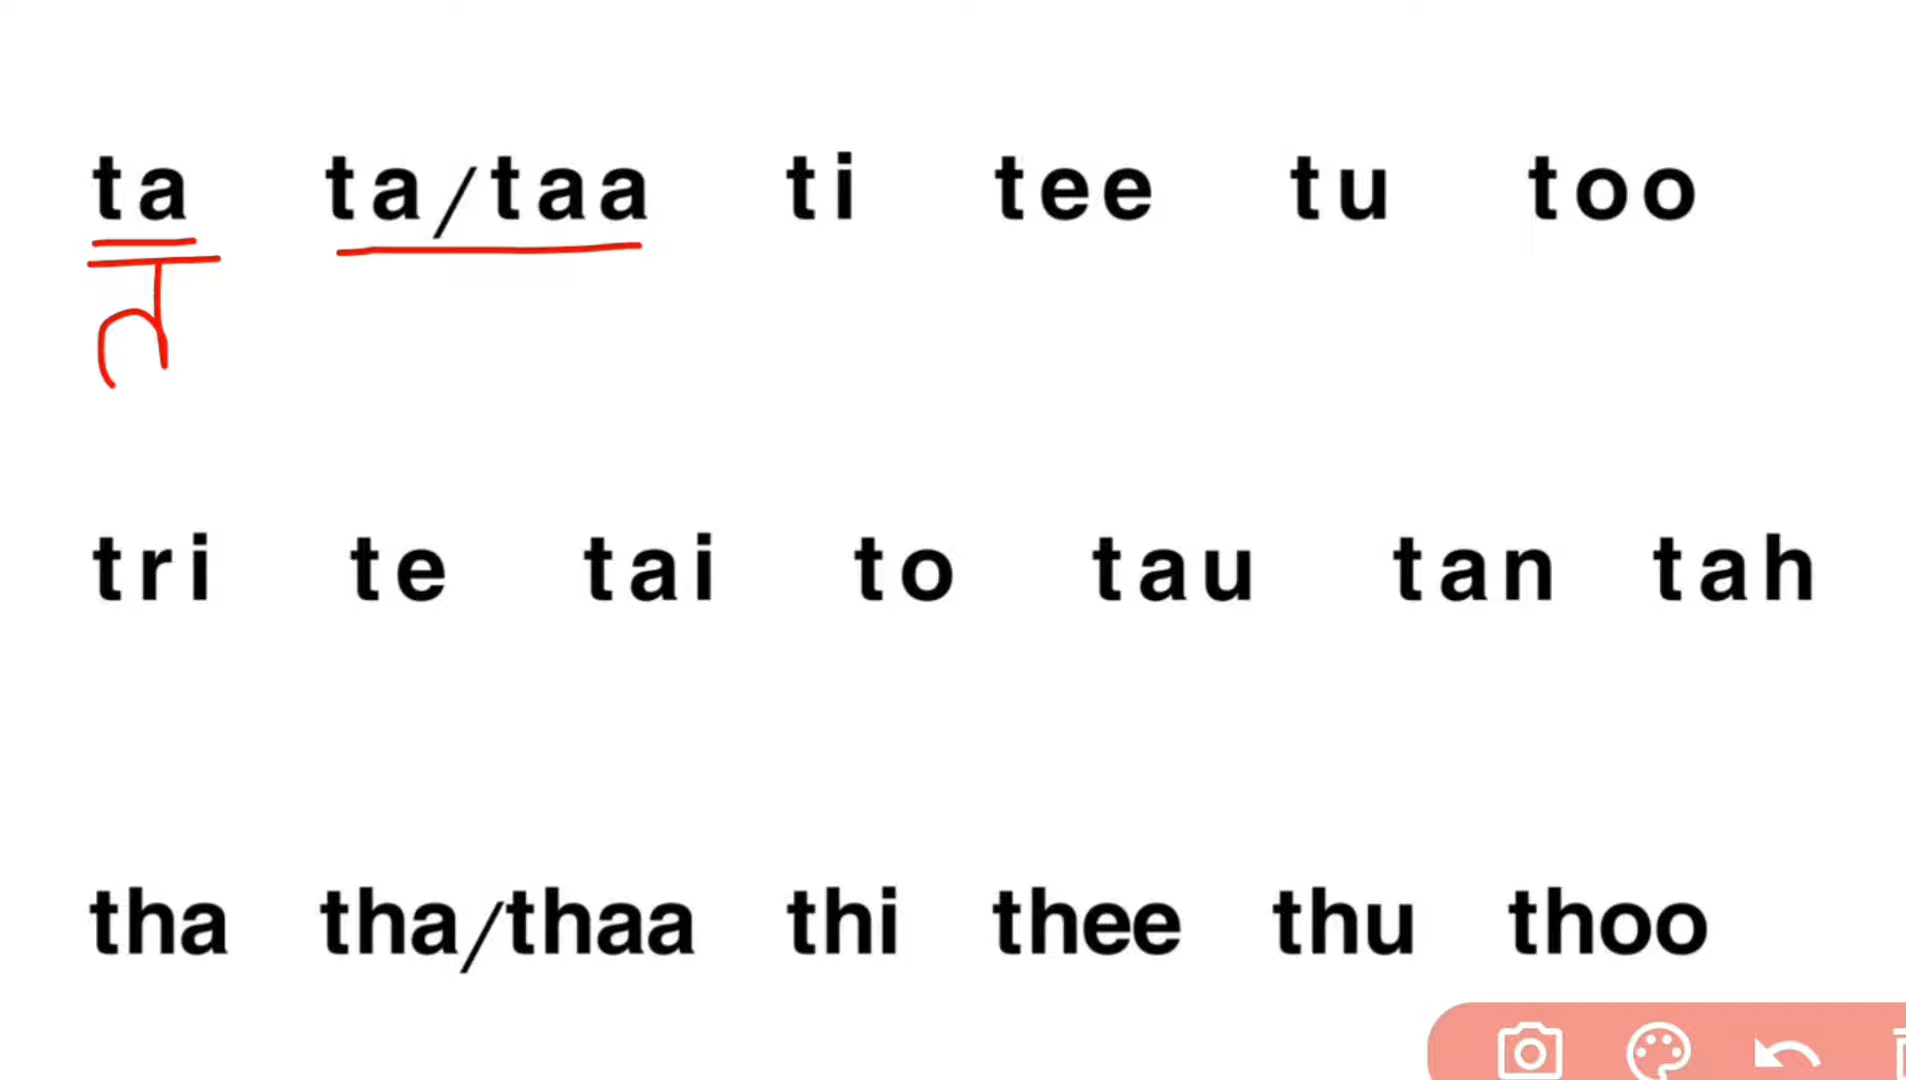 ta ta/taa ti tee tu too
त
tri te tai to tau tan tah
tha tha/thaa thi thee thu thoo